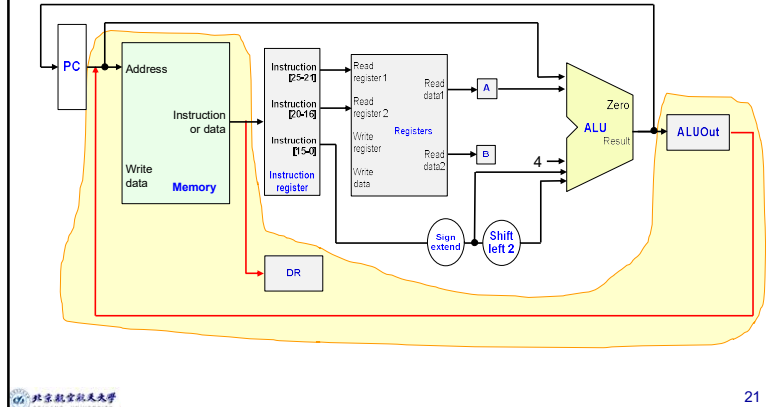 PC
Address
Instruction
or data
Write
data
Memory
Instruction
[25-21]
Instruction
[20-16]
Instruction
[15-0]
Instruction
register
Read
register 1
Read
register 2
Write
register
Write
data
Registers
Read
data1
Read
data2
A
B
4
Zero
ALU
Result
ALUOut
Sign
extend
Shift
left 2
DR
北京航空航天大学
21